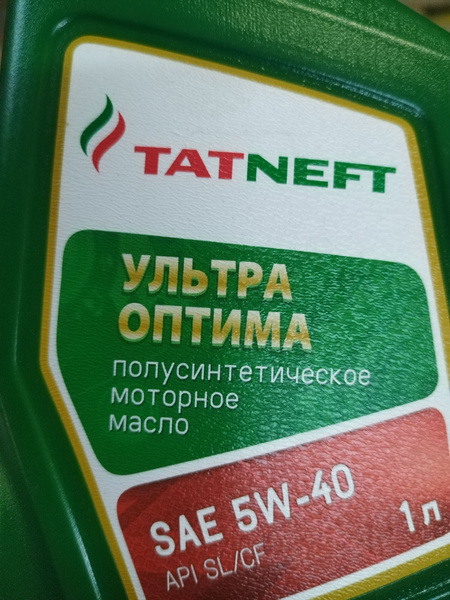 TATNEFT
УЛЬТРА
ОПТИМА
полусинтетическое
моторное
масло
SAE 5W-40
API SL/CF
1 л